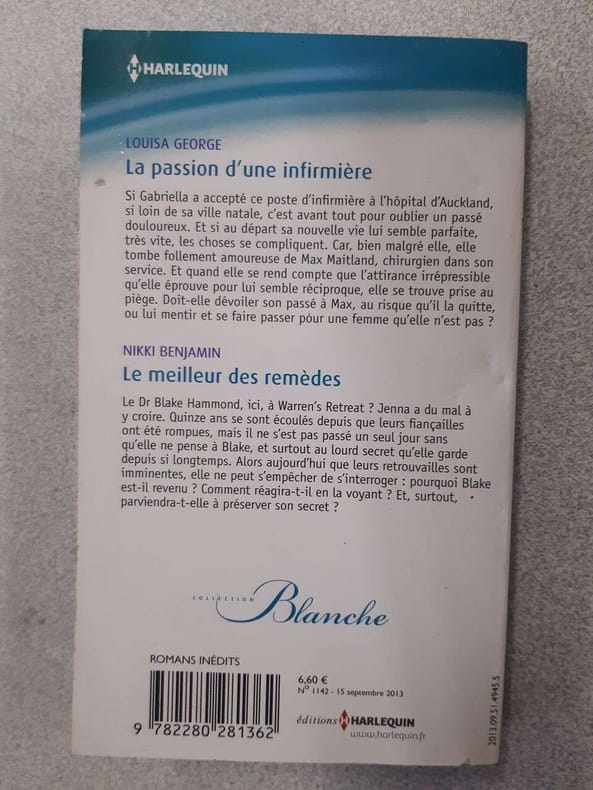 HARLEQUIN
LOUISA GEORGE
La passion d'une infirmière
Si Gabriella a accepté ce poste d'infirmière à l'hôpital d'Auckland,
si loin de sa ville natale, c'est avant tout pour oublier un passé
douloureux. Et si au départ sa nouvelle vie lui semble parfaite,
très vite, les choses se compliquent. Car, bien malgré elle, elle
tombe follement amoureuse de Max Maitland, chirurgien dans son
service. Et quand elle se rend compte que l'attirance irrépressible
qu'elle éprouve pour lui semble réciproque, elle se trouve prise au
piège. Doit-elle dévoiler son passé à Max, au risque qu'il la quitte,
ou lui mentir et se faire passer pour une femme qu'elle n'est pas ?
NIKKI BENJAMIN
Le meilleur des remèdes
Le Dr Blake Hammond, ici, à Warren's Retreat ? Jenna a du mal à
y croire. Quinze ans se sont écoulés depuis que leurs fiançailles
ont été rompues, mais il ne s'est pas passé un seul jour sans
qu'elle ne pense à Blake, et surtout au lourd secret qu'elle garde
depuis si longtemps. Alors aujourd'hui que leurs retrouvailles sont
imminentes, elle ne peut s'empêcher de s'interroger : pourquoi Blake
est-il revenu ? Comment réagira-t-il en la voyant ? Et, surtout,
parviendra-t-elle à préserver son secret ?
COLLECTION Blanche
ROMANS INÉDITS
6,60 €
N° 1142 - 15 septembre 2013
9 782280 281362
éditions HARLEQUIN
www.harlequin.fr
2013.09.51.4945.5